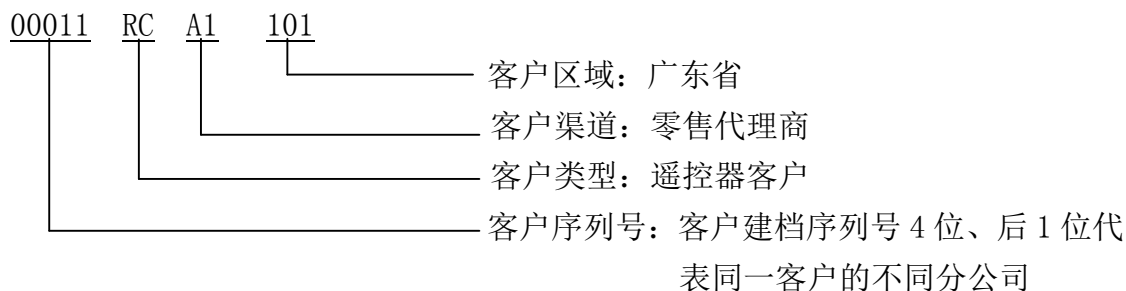 00011 RC A1 101
客户区域：广东省
客户渠道：零售代理商
客户类型：遥控器客户
客户序列号：客户建档序列号 4 位、后 1 位代
表同一客户的不同分公司